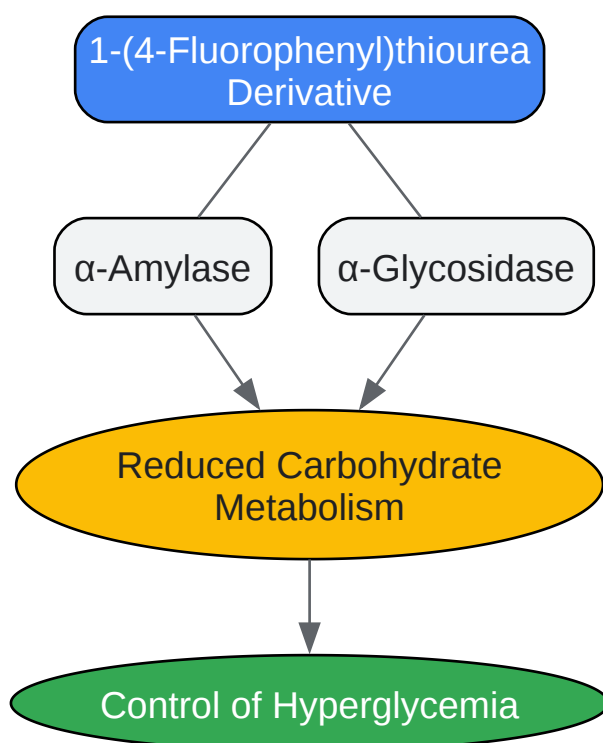 1-(4-Fluorophenyl)thiourea
Derivative
α-Amylase
α-Glycosidase
Reduced Carbohydrate
Metabolism
Control of Hyperglycemia